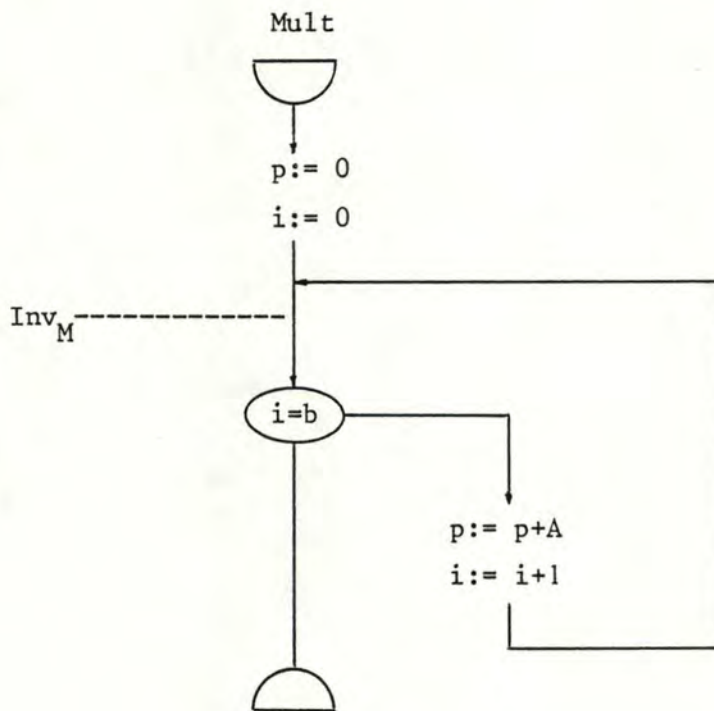 Mult
p:= 0
i:= 0
Inv_M
i=b
p:= p+A
i:= i+1